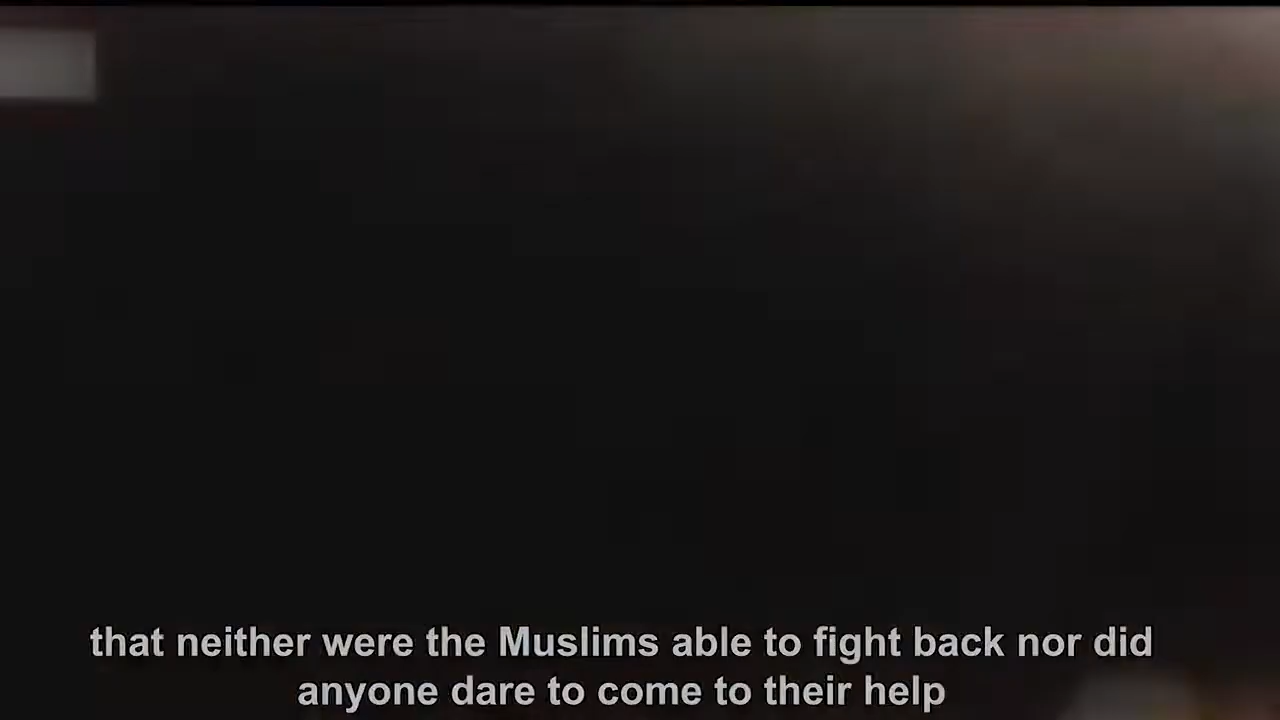 that neither were the Muslims able to fight back nor did
anyone dare to come to their help